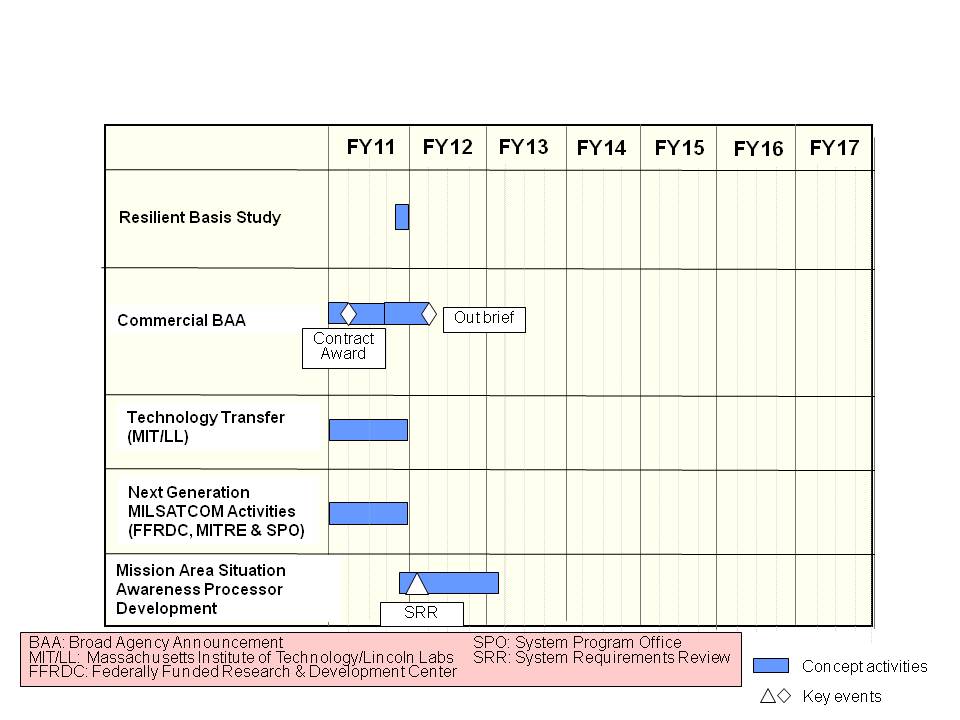 FY11 FY12 FY13 FY14 FY15 FY16 FY17
Resilient Basis Study
Commercial BAA
Out brief
Contract
Award
Technology Transfer
(MIT/LL)
Next Generation
MILSATCOM Activities
(FFRDC, MITRE & SPO)
Mission Area Situation
Awareness Processor
Development
SRR
BAA: Broad Agency Announcement
MIT/LL: Massachusetts Institute of Technology/Lincoln Labs
FFRDC: Federally Funded Research & Development Center
SPO: System Program Office
SRR: System Requirements Review
Concept activities
Key events